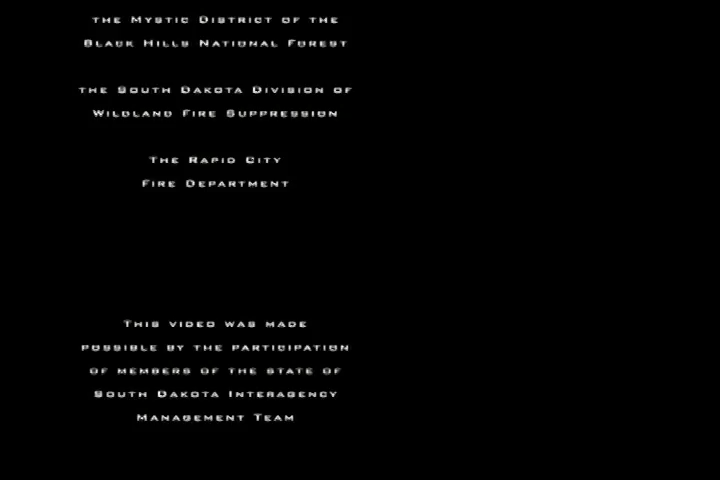 the Mystic District of the
Black Hills National Forest
the South Dakota Division of
Wildland Fire Suppression
The Rapid City
Fire Department
This video was made
possible by the participation
of members of the state of
South Dakota Interagency
Management Team